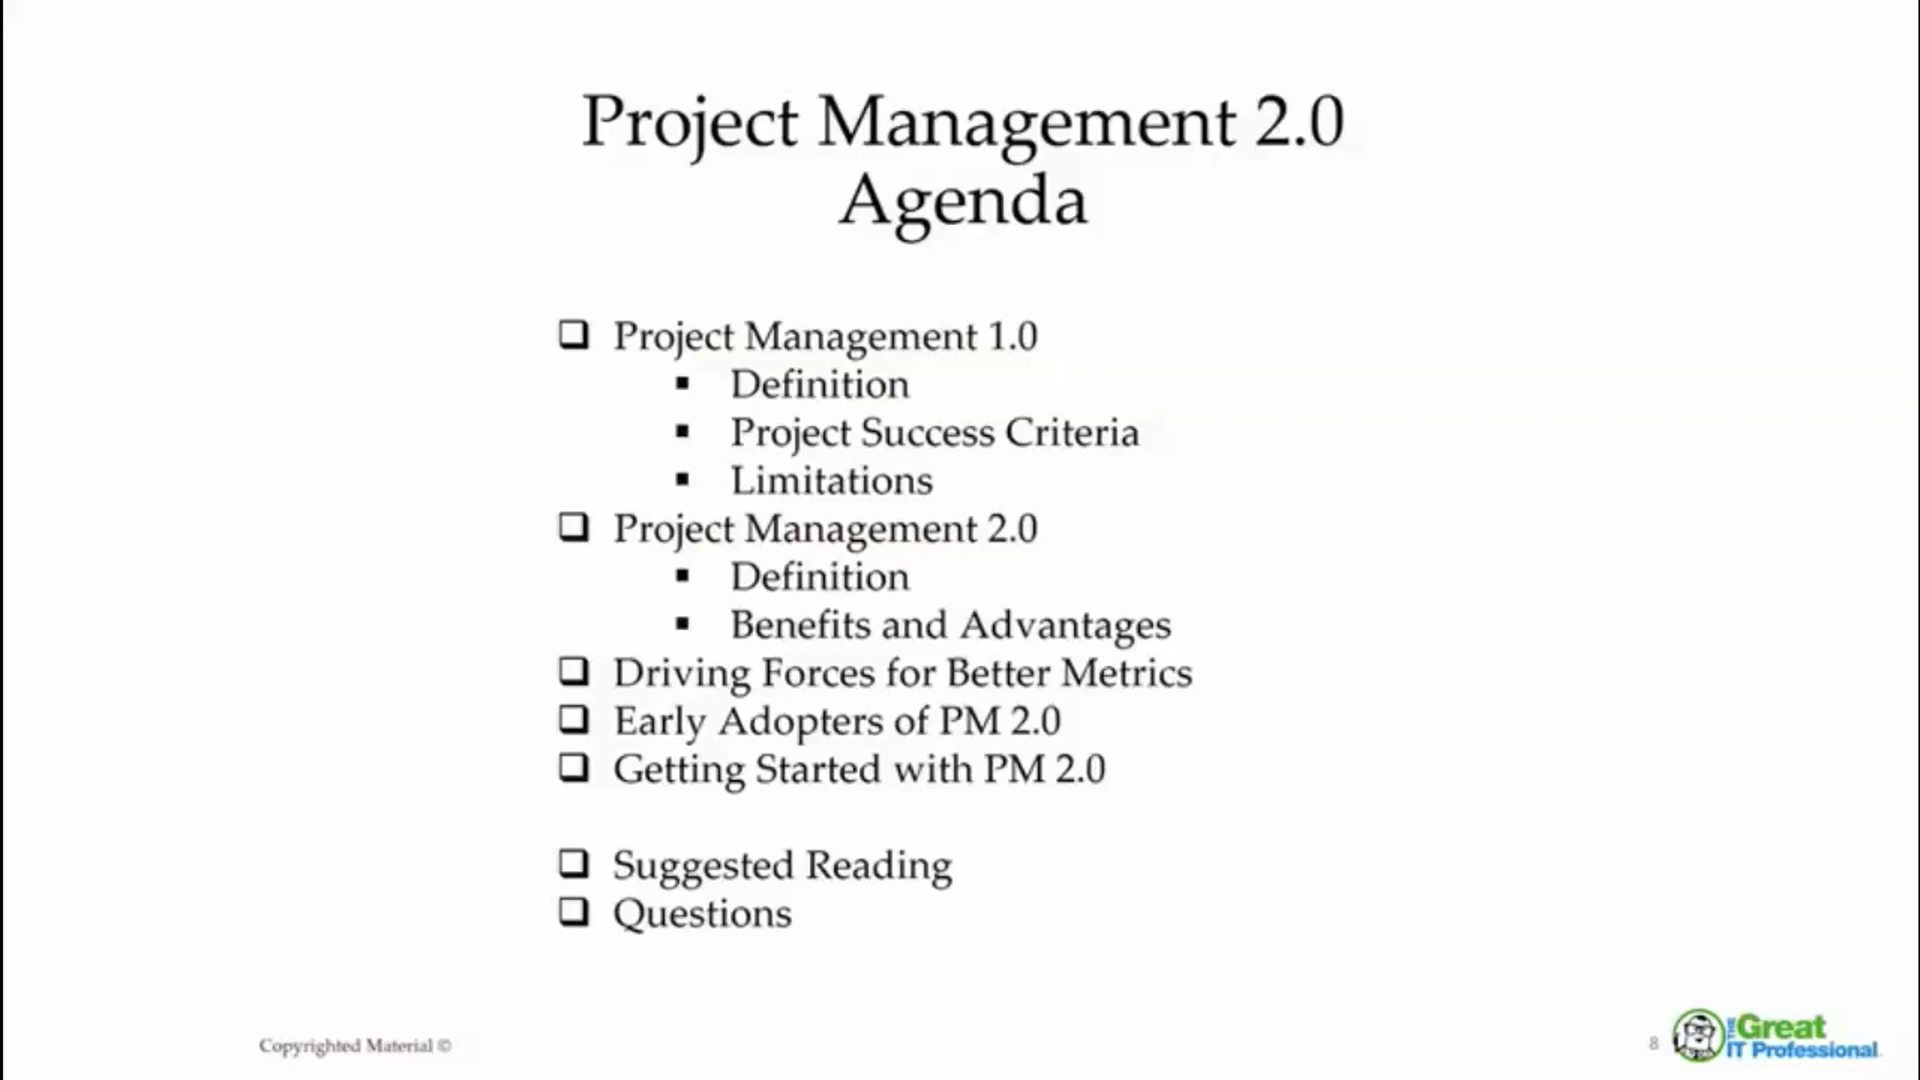 Project Management 2.0
Agenda
Project Management 1.0
Definition
Project Success Criteria
Limitations
Project Management 2.0
Definition
Benefits and Advantages
Driving Forces for Better Metrics
Early Adopters of PM 2.0
Getting Started with PM 2.0
Suggested Reading
Questions
Copyrighted Material ©
8
THE Great
IT Professional